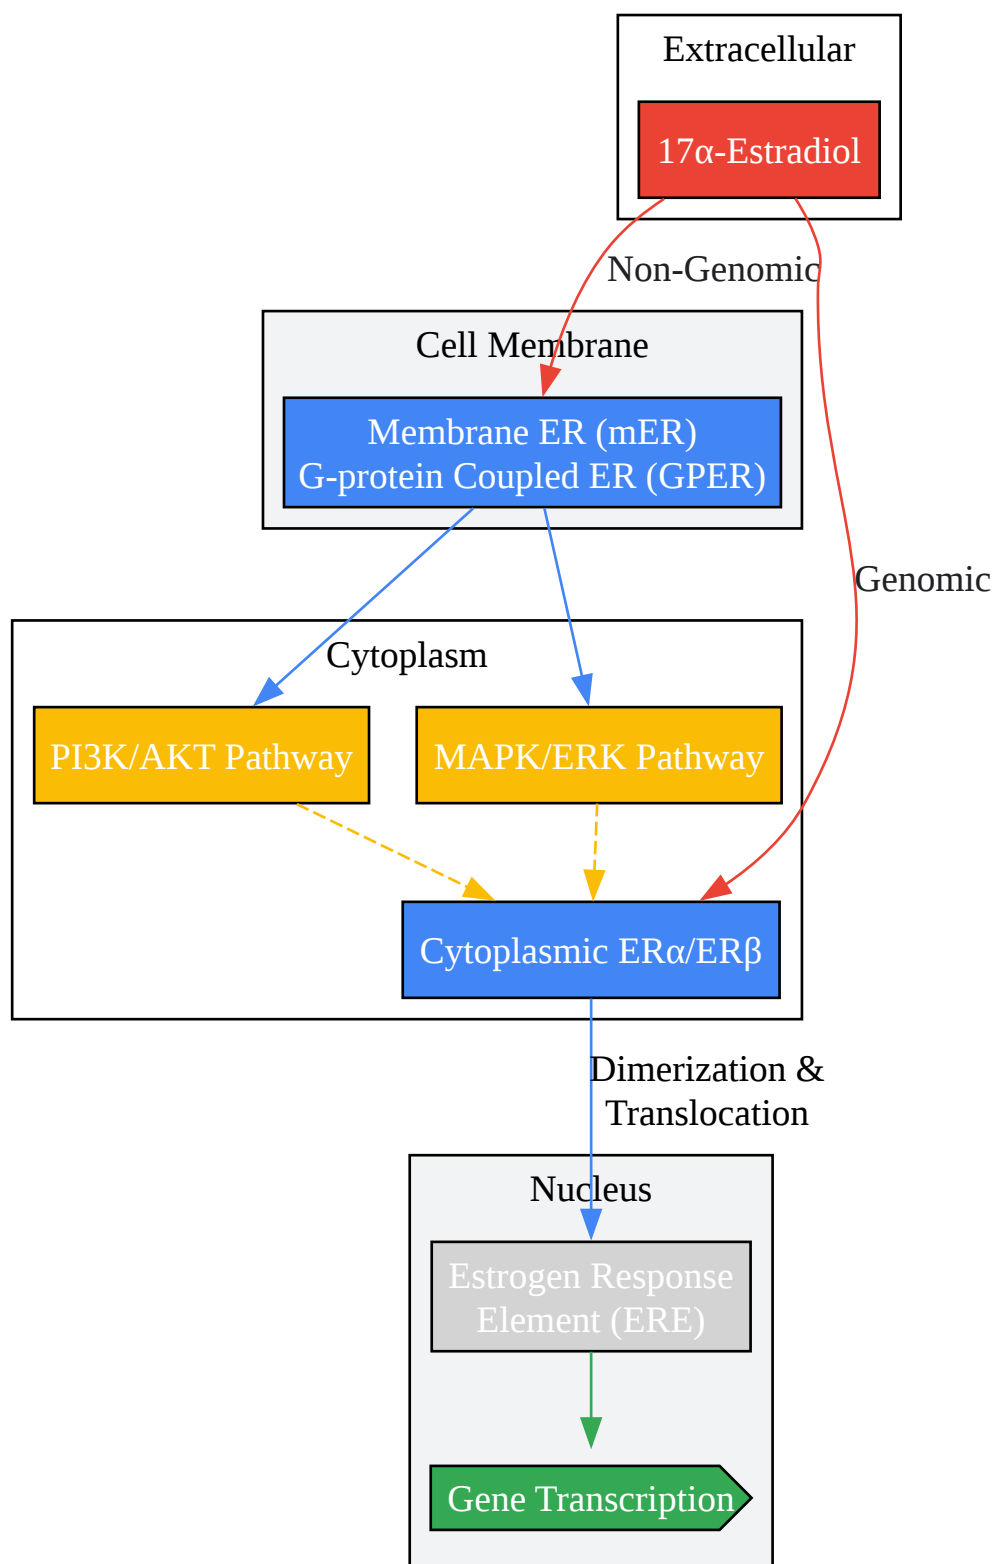 Extracellular
17α-Estradiol
Non-Genomic
Cell Membrane
Membrane ER (mER)
G-protein Coupled ER (GPER)
Genomic
Cytoplasm
PI3K/AKT Pathway
MAPK/ERK Pathway
Cytoplasmic ERα/ERβ
Dimerization &
Translocation
Nucleus
Estrogen Response
Element (ERE)
Gene Transcription